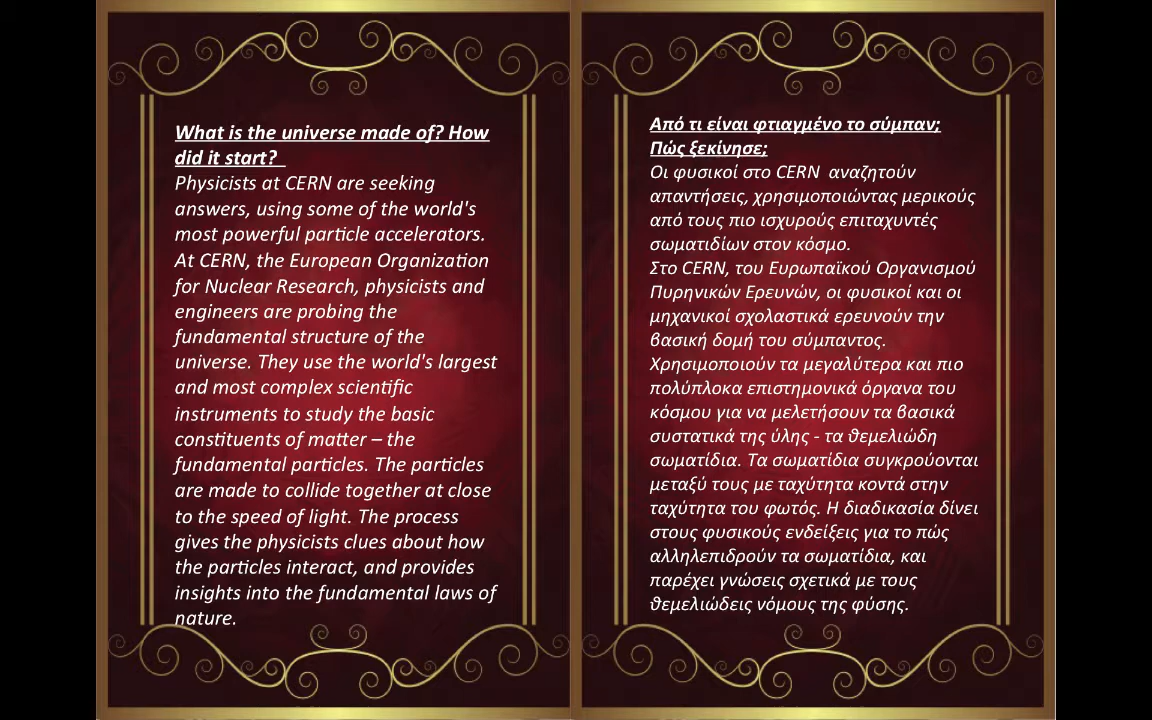 What is the universe made of? How
did it start?
Physicists at CERN are seeking
answers, using some of the world's
most powerful particle accelerators.
At CERN, the European Organization
for Nuclear Research, physicists and
engineers are probing the
fundamental structure of the
universe. They use the world's largest
and most complex scientific
instruments to study the basic
constituents of matter – the
fundamental particles. The particles
are made to collide together at close
to the speed of light. The process
gives the physicists clues about how
the particles interact, and provides
insights into the fundamental laws of
nature.
Από τι είναι φτιαγμένο το σύμπαν;
Πώς ξεκίνησε;
Οι φυσικοί στο CERN αναζητούν
απαντήσεις, χρησιμοποιώντας μερικούς
από τους πιο ισχυρούς επιταχυντές
σωματιδίων στον κόσμο.
Στο CERN, του Ευρωπαϊκού Οργανισμού
Πυρηνικών Ερευνών, οι φυσικοί και οι
μηχανικοί σχολαστικά ερευνούν την
βασική δομή του σύμπαντος.
Χρησιμοποιούν τα μεγαλύτερα και πιο
πολύπλοκα επιστημονικά όργανα του
κόσμου για να μελετήσουν τα βασικά
συστατικά της ύλης - τα θεμελιώδη
σωματίδια. Τα σωματίδια συγκρούονται
μεταξύ τους με ταχύτητα κοντά στην
ταχύτητα του φωτός. Η διαδικασία δίνει
στους φυσικούς ενδείξεις για το πώς
αλληλεπιδρούν τα σωματίδια, και
παρέχει γνώσεις σχετικά με τους
θεμελιώδεις νόμους της φύσης.